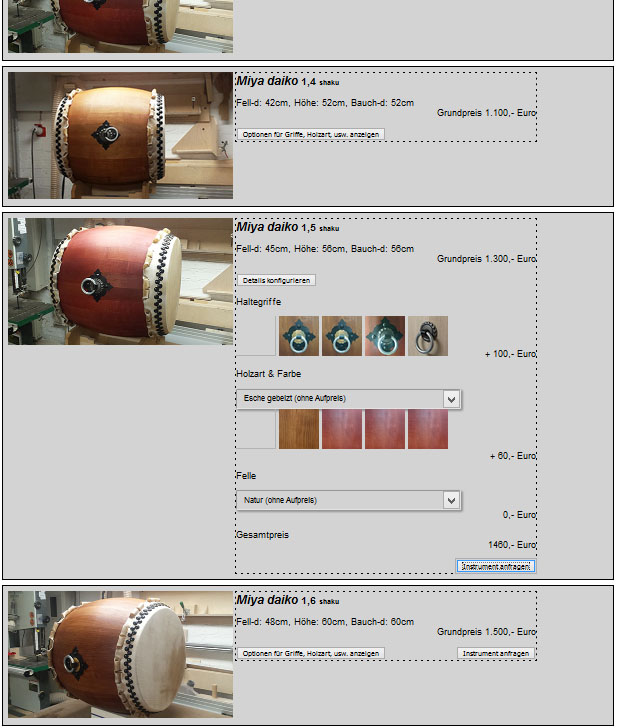 Miya daiko 1,4 shaku
Fell-d: 42cm, Höhe: 52cm, Bauch-d: 52cm
Grundpreis 1.100,- Euro
Optionen für Griffe, Holzart, usw. anzeigen
Miya daiko 1,5 shaku
Fell-d: 45cm, Höhe: 56cm, Bauch-d: 56cm
Grundpreis 1.300,- Euro
Details konfigurieren
Haltegriffe
+ 100,- Euro
Holzart & Farbe
Esche gebeizt (ohne Aufpreis)
+ 60,- Euro
Felle
Natur (ohne Aufpreis)
0,- Euro
Gesamtpreis
1460,- Euro
Instrument anfragen
Miya daiko 1,6 shaku
Fell-d: 48cm, Höhe: 60cm, Bauch-d: 60cm
Grundpreis 1.500,- Euro
Optionen für Griffe, Holzart, usw. anzeigen Instrument anfragen